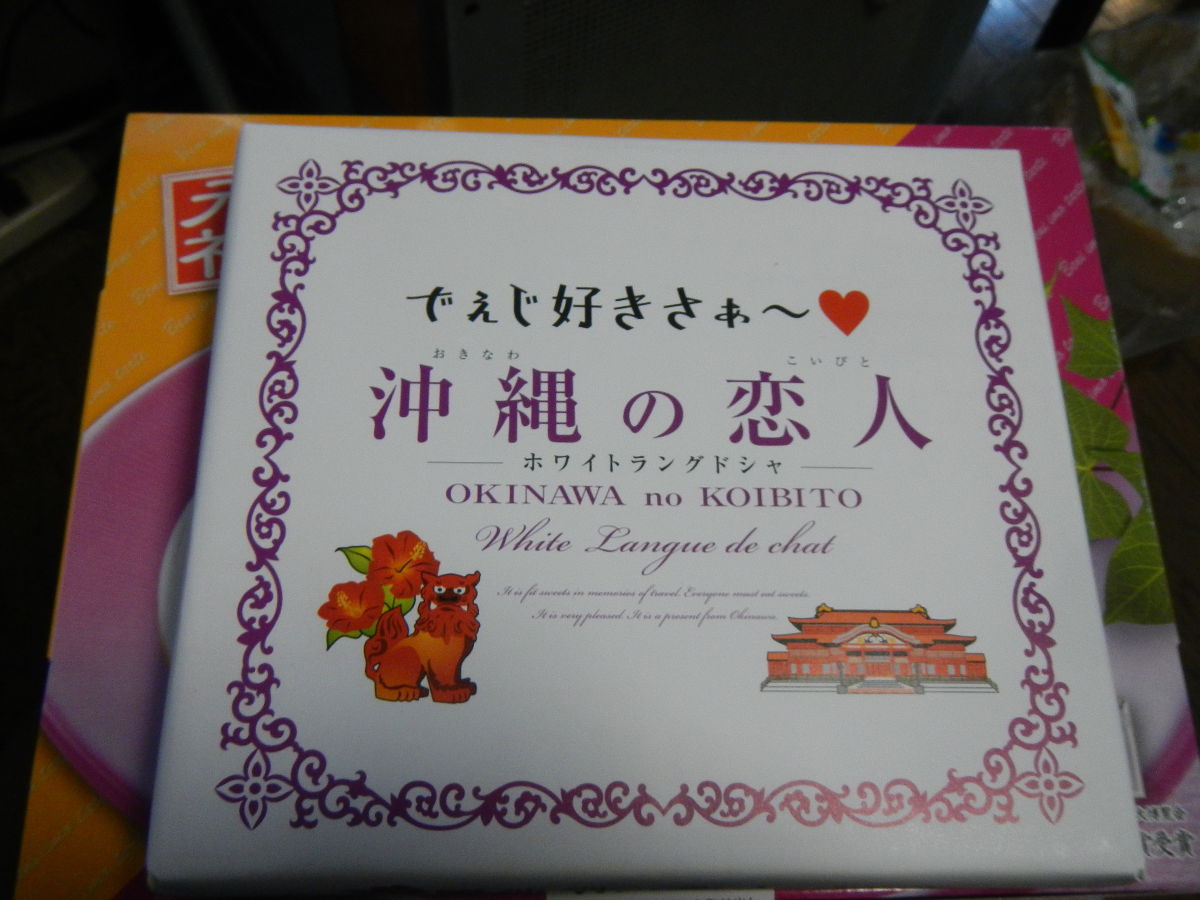 でぇじ好きさぁ～♥
おきなわ こいびと
沖縄の恋人
ホワイトラングドシャ
OKINAWA no KOIBITO
White Langue de chat
It is fit sweets in memories of travel. Everyone must eat sweets.
It is very pleased. It is a present from Okinawa.
元
受賞